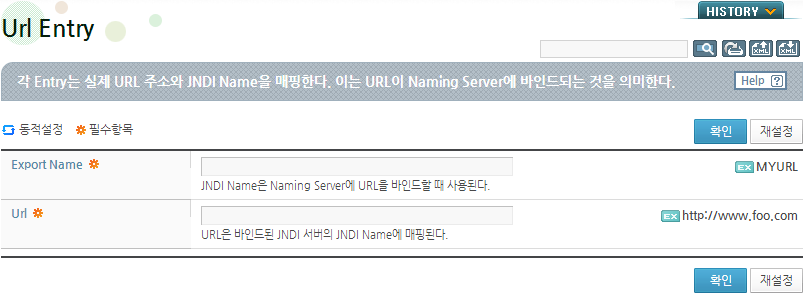 HISTORY
Url Entry
XML XML
각 Entry는 실제 URL 주소와 JNDI Name을 매핑한다. 이는 URL이 Naming Server에 바인드되는 것을 의미한다. Help ?
동적설정 필수항목 확인 재설정
Export Name EX MYURL
JNDI Name은 Naming Server에 URL을 바인드할 때 사용된다.
Url EX http://www.foo.com
URL은 바인드된 JNDI 서버의 JNDI Name에 매핑된다.
확인 재설정